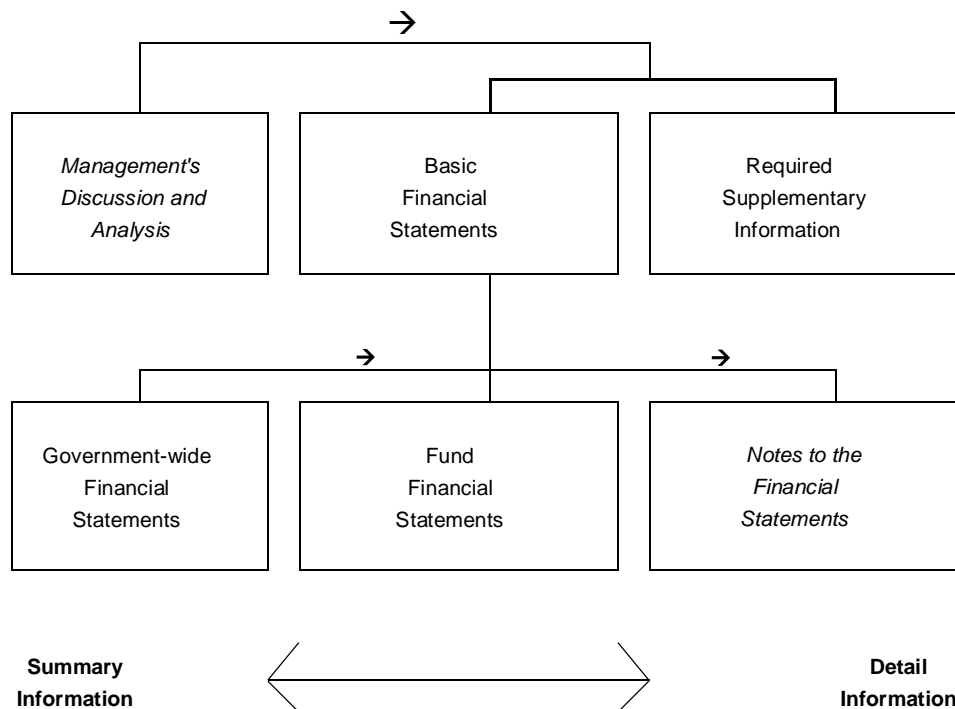 Management's
Discussion and
Analysis
Basic
Financial
Statements
Required
Supplementary
Information
Government-wide
Financial
Statements
Fund
Financial
Statements
Notes to the
Financial
Statements
Summary
Information
Detail
Information